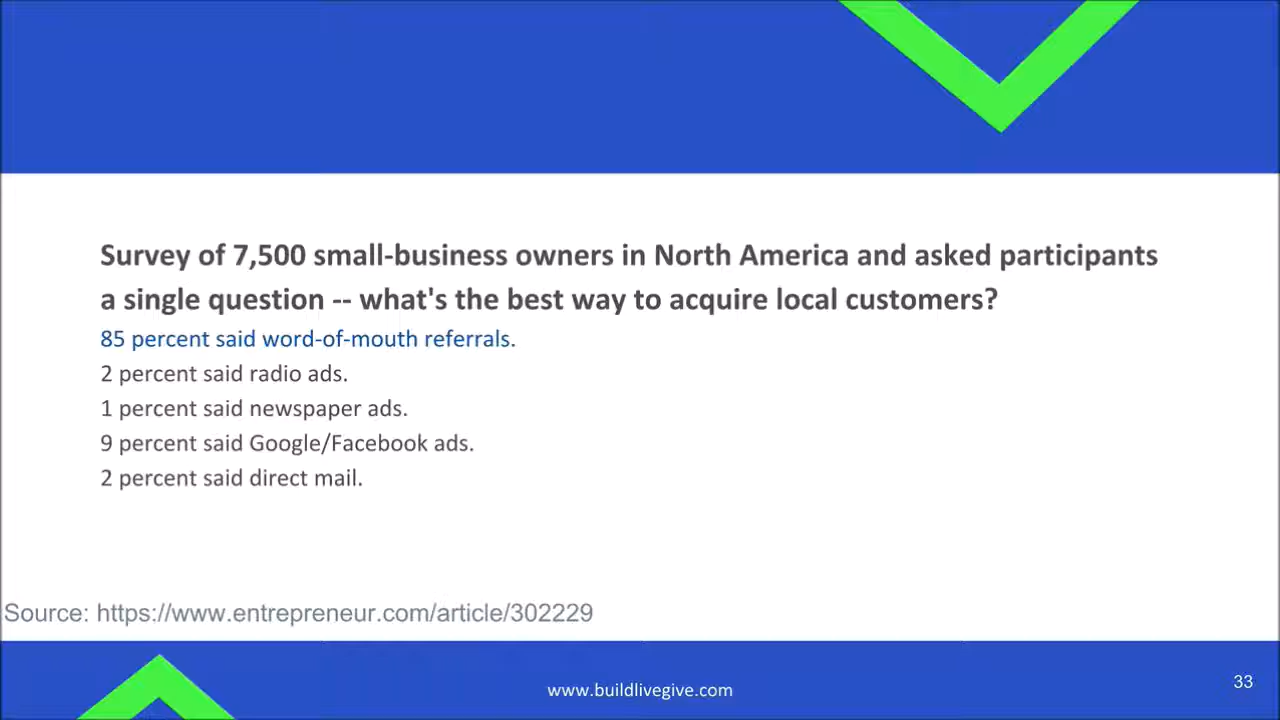 Survey of 7,500 small-business owners in North America and asked participants
a single question -- what's the best way to acquire local customers?
85 percent said word-of-mouth referrals.
2 percent said radio ads.
1 percent said newspaper ads.
9 percent said Google/Facebook ads.
2 percent said direct mail.
Source: https://www.entrepreneur.com/article/302229
www.buildlivegive.com
33